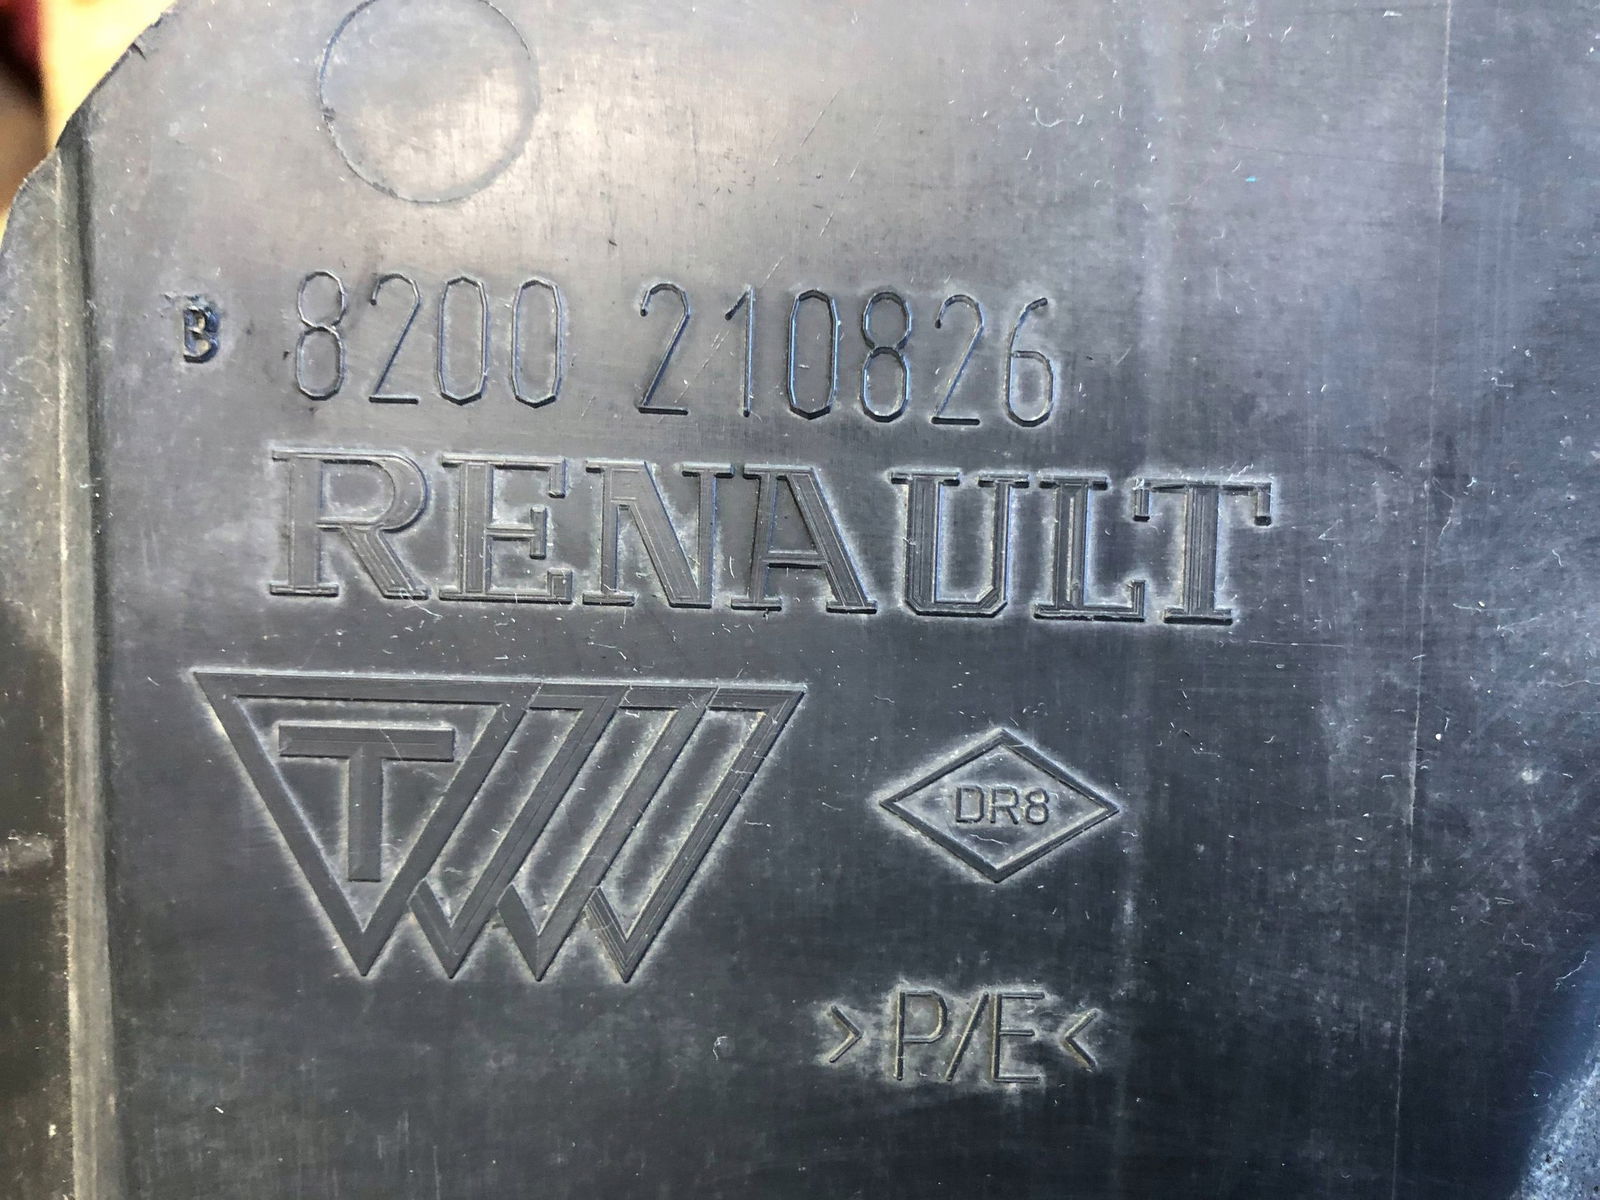 B 8200 210826
RENAULT
T
DR8
>P/E<